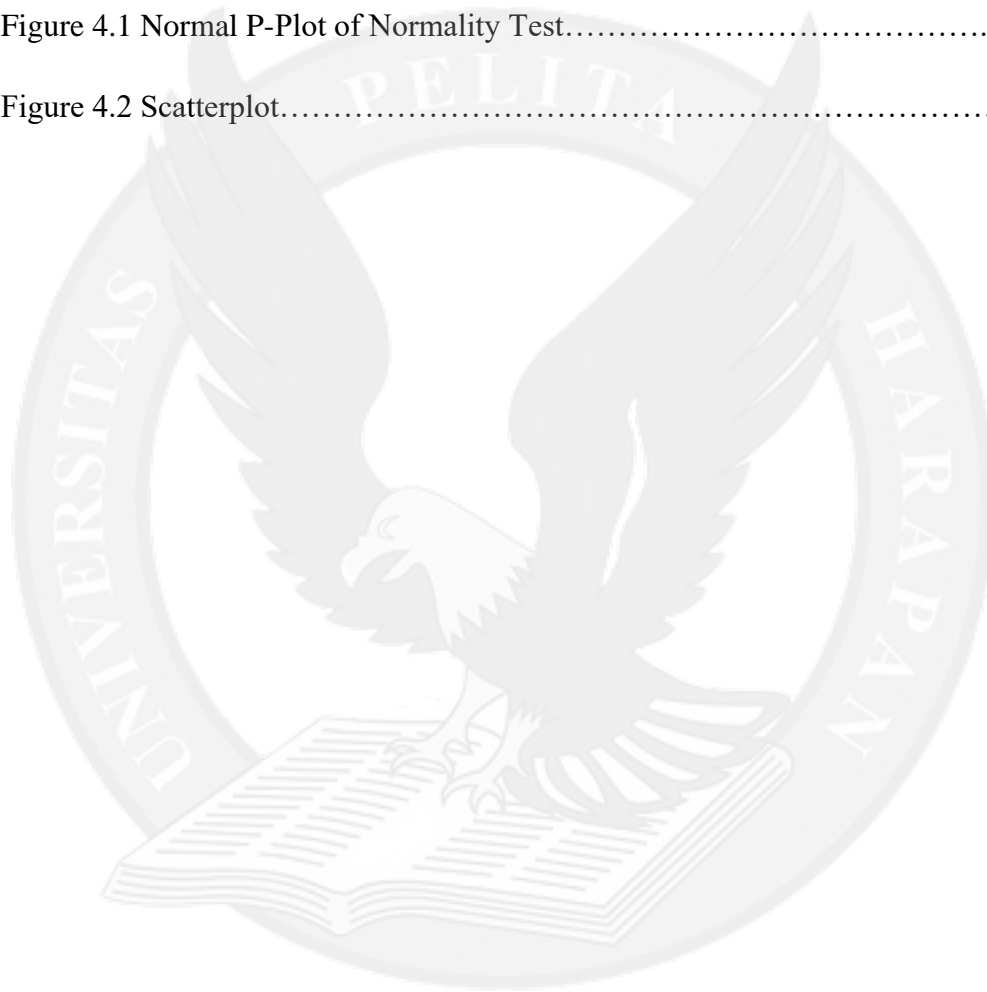 Figure 4.1 Normal P-Plot of Normality Test…………………………………..
Figure 4.2 Scatterplot……………………………………………………………
UNIVERSITAS PELITA HARAPAN